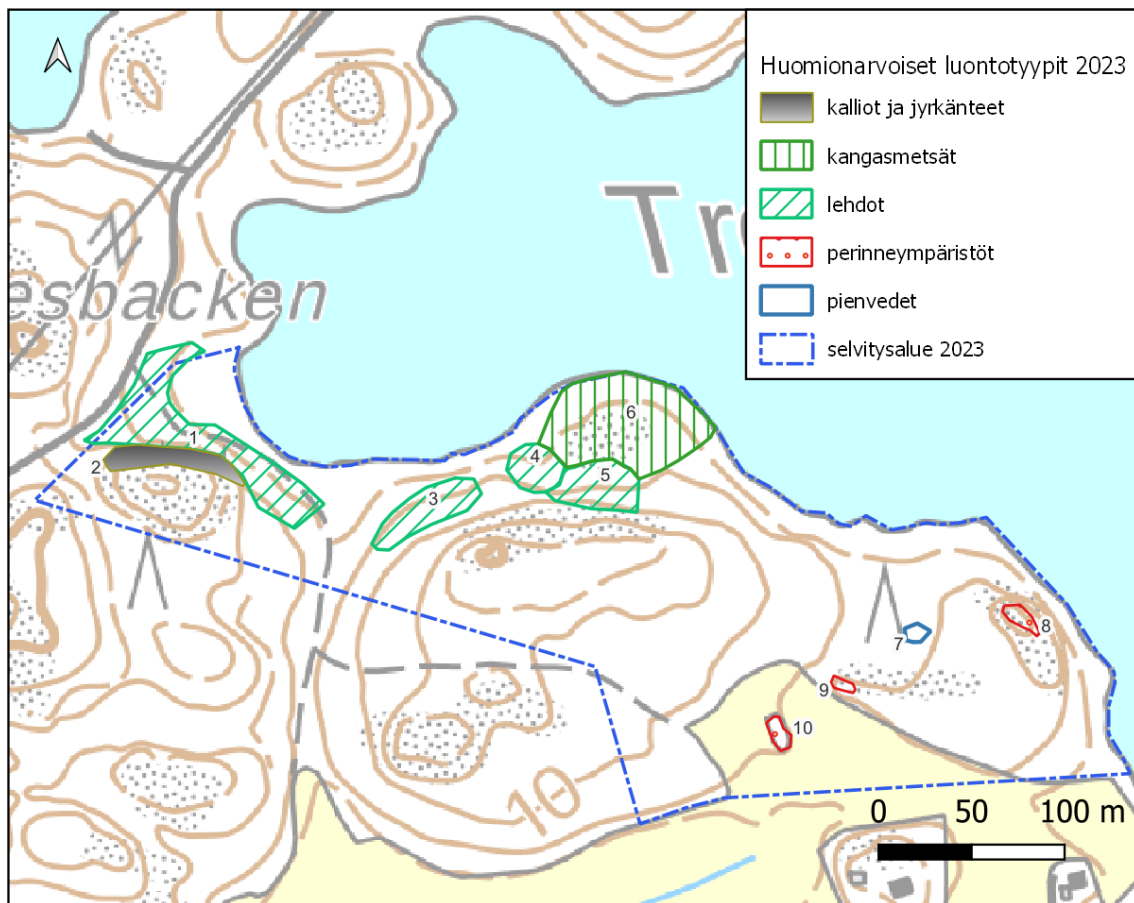 Huomionarvoiset luontotyypit 2023
kalliot ja jyrkänteet
kangasmetsät
lehdot
perinneympäristöt
pienvedet
selvitysalue 2023
Tr
esbacken
6
1
2
4
5
3
8
7
9
10
10
0 50 100 m